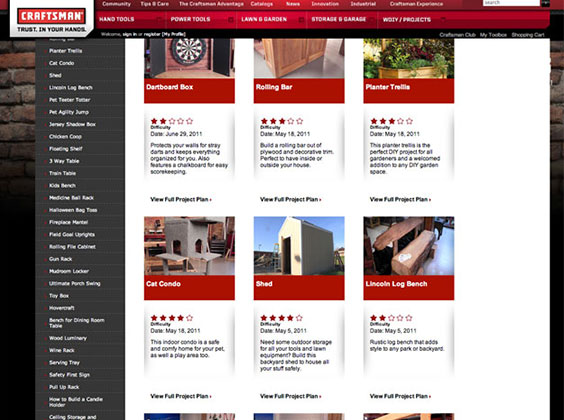 Community Tips & Care The Craftsman Advantage Catalogs News Innovation Industrial Craftsman Experience
search
CRAFTSMAN
TRUST. IN YOUR HANDS.
HAND TOOLS
POWER TOOLS
LAWN & GARDEN
STORAGE & GARAGE
WDIY / PROJECTS
Welcome, sign in or register [My Profile]
Craftsman Club My Toolbox Shopping Cart
Rolling Bar
Planter Trellis
Cat Condo
Shed
Lincoln Log Bench
Pet Teeter Totter
Pet Agility Jump
Jersey Shadow Box
Chicken Coop
Floating Shelf
3 Way Table
Train Table
Kids Bench
Medicine Ball Rack
Halloween Bag Toss
Fireplace Mantel
Field Goal Uprights
Rolling File Cabinet
Gun Rack
Mudroom Locker
Ultimate Porch Swing
Toy Box
Hovercraft
Bench for Dining Room
Table
Wood Luminary
Wine Rack
Serving Tray
Safety First Sign
Pull Up Rack
How to Build a Candle
Holder
Ceiling Storage and
Dartboard Box
Difficulty
Date: June 29, 2011
Protects your walls for stray
darts and keeps everything
organized for you. Also
features a chalkboard for easy
scorekeeping.
View Full Project Plan
Rolling Bar
Difficulty
Date: May 18, 2011
Build a rolling bar out of
plywood and decorative trim.
Perfect to have inside or
outside your house.
View Full Project Plan
Planter Trellis
Difficulty
Date: May 18, 2011
This planter trellis is the
perfect DIY project for all
gardeners and a welcomed
addition to any DIY garden
space.
View Full Project Plan
Cat Condo
Difficulty
Date: May 18, 2011
This indoor condo is a safe
and comfy home for your pet,
as well a play area too.
View Full Project Plan
Shed
Difficulty
Date: May 5, 2011
Need some outdoor storage
for all your tools and lawn
equipment? Build this
backyard shed to house all
your stuff safely.
View Full Project Plan
Lincoln Log Bench
Difficulty
Date: May 5, 2011
Rustic log bench that adds
style to any park or backyard.
View Full Project Plan